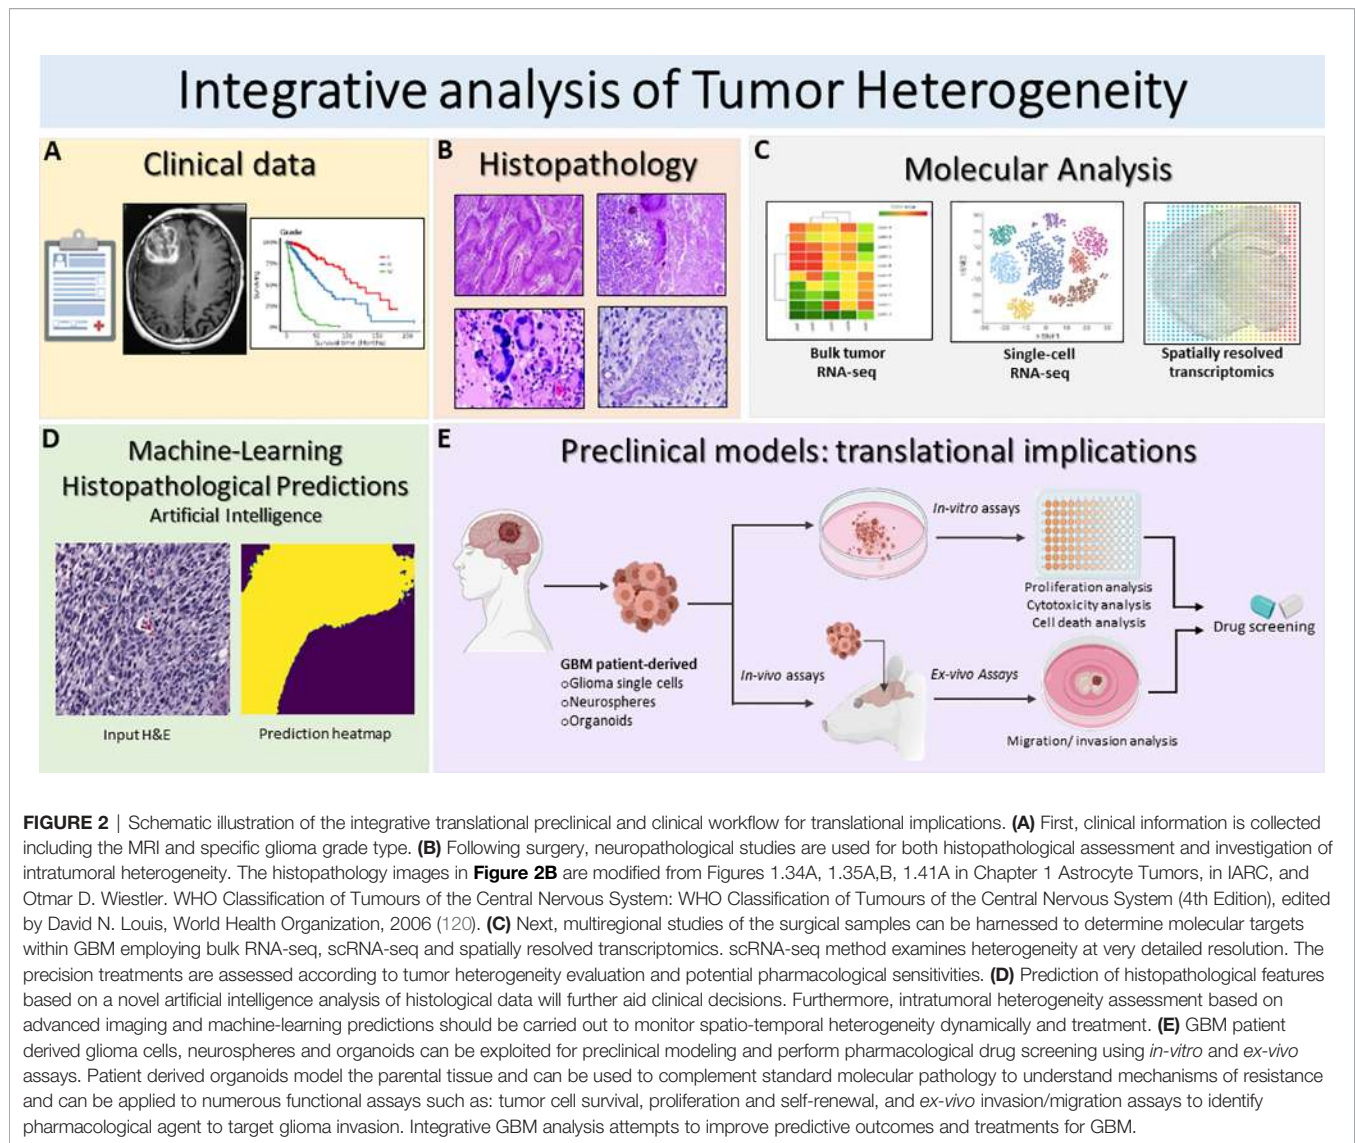 Integrative analysis of Tumor Heterogeneity
A
Clinical data
Grade
100%
75%
50%
25%
0%
Surviving
0
50
100
150
200
Survival time (Months)
B
Histopathology
C
Molecular Analysis
Bulk tumor
RNA-seq
Single-cell
RNA-seq
Spatially resolved
transcriptomics
D
Machine-Learning
Histopathological Predictions
Artificial Intelligence
Input H&E
Prediction heatmap
E
Preclinical models: translational implications
GBM patient-derived
oGlioma single cells
oNeurospheres
oOrganoids
In-vitro assays
Proliferation analysis
Cytotoxicity analysis
Cell death analysis
In-vivo assays
Ex-vivo Assays
Migration/ invasion analysis
Drug screening
FIGURE 2 | Schematic illustration of the integrative translational preclinical and clinical workflow for translational implications. (A) First, clinical information is collected
including the MRI and specific glioma grade type. (B) Following surgery, neuropathological studies are used for both histopathological assessment and investigation of
intratumoral heterogeneity. The histopathology images in Figure 2B are modified from Figures 1.34A, 1.35A,B, 1.41A in Chapter 1 Astrocyte Tumors, in IARC, and
Otmar D. Wiestler. WHO Classification of Tumours of the Central Nervous System: WHO Classification of Tumours of the Central Nervous System (4th Edition), edited
by David N. Louis, World Health Organization, 2006 (120). (C) Next, multiregional studies of the surgical samples can be harnessed to determine molecular targets
within GBM employing bulk RNA-seq, scRNA-seq and spatially resolved transcriptomics. scRNA-seq method examines heterogeneity at very detailed resolution. The
precision treatments are assessed according to tumor heterogeneity evaluation and potential pharmacological sensitivities. (D) Prediction of histopathological features
based on a novel artificial intelligence analysis of histological data will further aid clinical decisions. Furthermore, intratumoral heterogeneity assessment based on
advanced imaging and machine-learning predictions should be carried out to monitor spatio-temporal heterogeneity dynamically and treatment. (E) GBM patient
derived glioma cells, neurospheres and organoids can be exploited for preclinical modeling and perform pharmacological drug screening using in-vitro and ex-vivo
assays. Patient derived organoids model the parental tissue and can be used to complement standard molecular pathology to understand mechanisms of resistance
and can be applied to numerous functional assays such as: tumor cell survival, proliferation and self-renewal, and ex-vivo invasion/migration assays to identify
pharmacological agent to target glioma invasion. Integrative GBM analysis attempts to improve predictive outcomes and treatments for GBM.